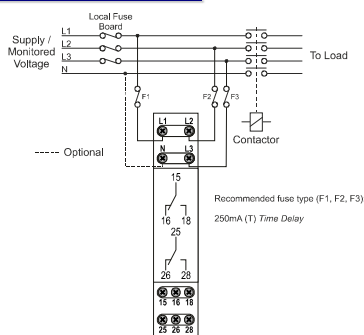 Local Fuse
Board
Supply /
Monitored
Voltage
L1
L2
L3
N
To Load
F1
F2
F3
L1 L2
Contactor
N L3
Optional
15
16 18
25
26 28
Recommended fuse type (F1, F2, F3)
250mA (T) Time Delay
15 16 18
25 26 28